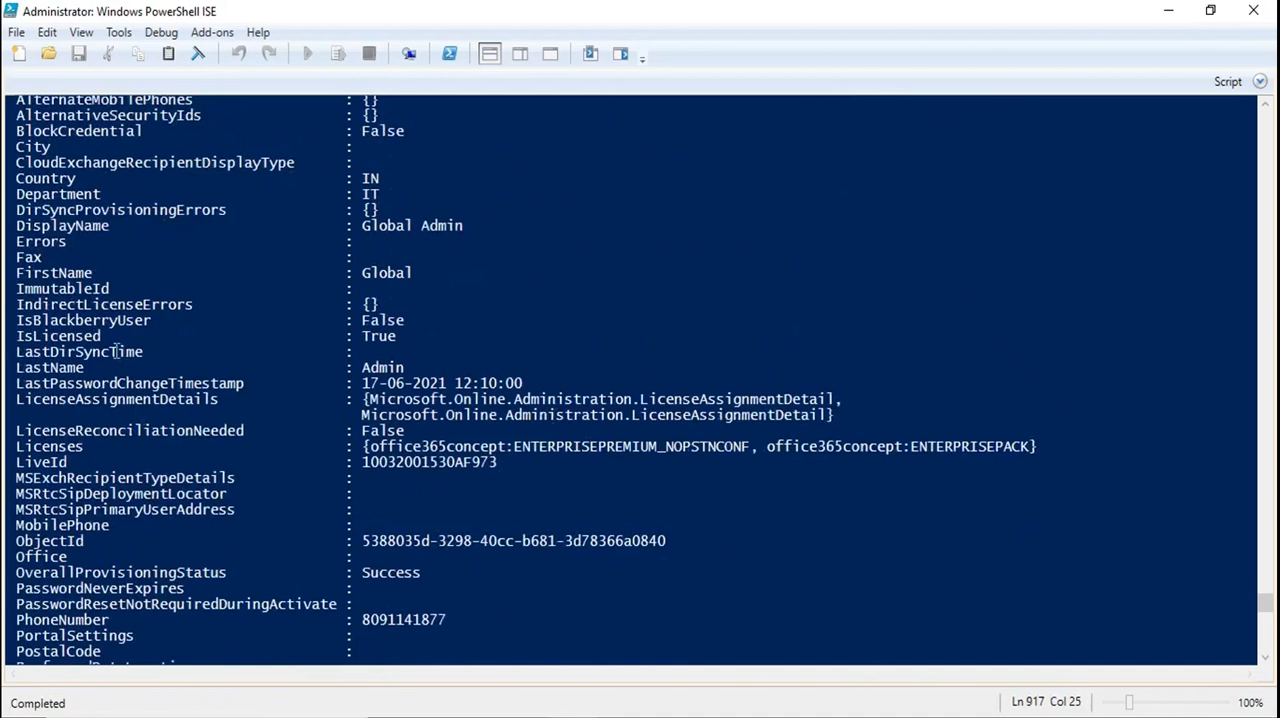 Administrator: Windows PowerShell ISE
File Edit View Tools Debug Add-ons Help
Script
AlternateMobilePhones : {}
AlternativeSecurityIds : {}
BlockCredential : False
City :
CloudExchangeRecipientDisplayType :
Country : IN
Department : IT
DirSyncProvisioningErrors : {}
DisplayName : Global Admin
Errors :
Fax :
FirstName : Global
ImmutableId :
IndirectLicenseErrors : {}
IsBlackberryUser : False
IsLicensed : True
LastDirSyncTime :
LastName : Admin
LastPasswordChangeTimestamp : 17-06-2021 12:10:00
LicenseAssignmentDetails : {Microsoft.Online.Administration.LicenseAssignmentDetail,
Microsoft.Online.Administration.LicenseAssignmentDetail}
LicenseReconciliationNeeded : False
Licenses : {office365concept:ENTERPRISEPREMIUM_NOPSTNCONF, office365concept:ENTERPRISEPACK}
LiveId : 10032001530AF973
MSExchRecipientTypeDetails :
MSRtcSipDeploymentLocator :
MSRtcSipPrimaryUserAddress :
MobilePhone :
ObjectId : 5388035d-3298-40cc-b681-3d78366a0840
Office :
OverallProvisioningStatus : Success
PasswordNeverExpires :
PasswordResetNotRequiredDuringActivate :
PhoneNumber : 8091141877
PortalSettings :
PostalCode :
Completed
Ln 917 Col 25
100%